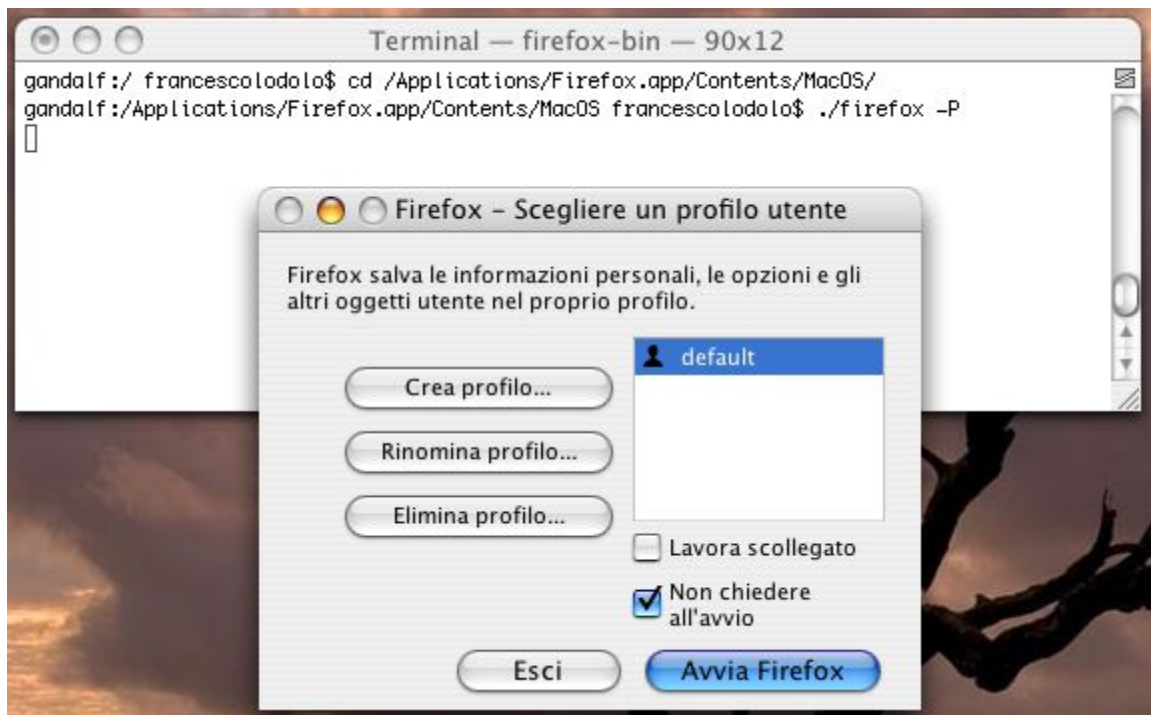 Terminal — firefox-bin — 90x12
gandalf:/ francescolodolo$ cd /Applications/Firefox.app/Contents/MacOS/
gandalf:/Applications/Firefox.app/Contents/MacOS francescolodolo$ ./firefox -P
Firefox - Scegliere un profilo utente
Firefox salva le informazioni personali, le opzioni e gli
altri oggetti utente nel proprio profilo.
default
Crea profilo...
Rinomina profilo...
Elimina profilo...
Lavora scollegato
Non chiedere
all'avvio
Esci
Avvia Firefox